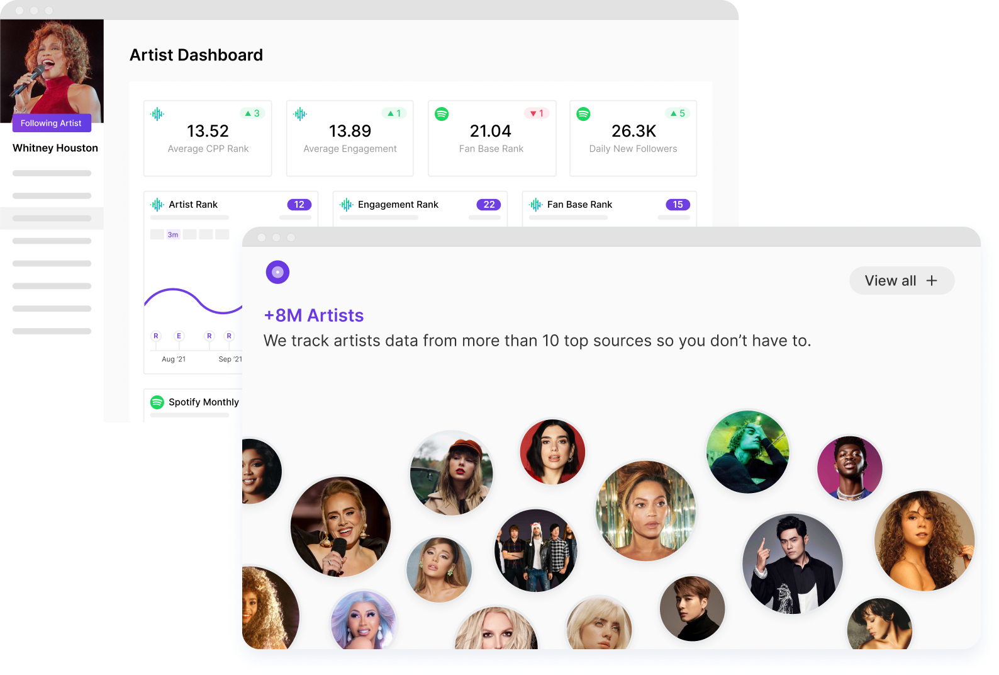 Artist Dashboard
Following Artist
Whitney Houston
3
13.52
Average CPP Rank
1
13.89
Average Engagement
1
21.04
Fan Base Rank
5
26.3K
Daily New Followers
Artist Rank
12
Engagement Rank
22
Fan Base Rank
15
3m
R E R R
Aug '21 Sep '21
Spotify Monthly
View all +
+8M Artists
We track artists data from more than 10 top sources so you don’t have to.